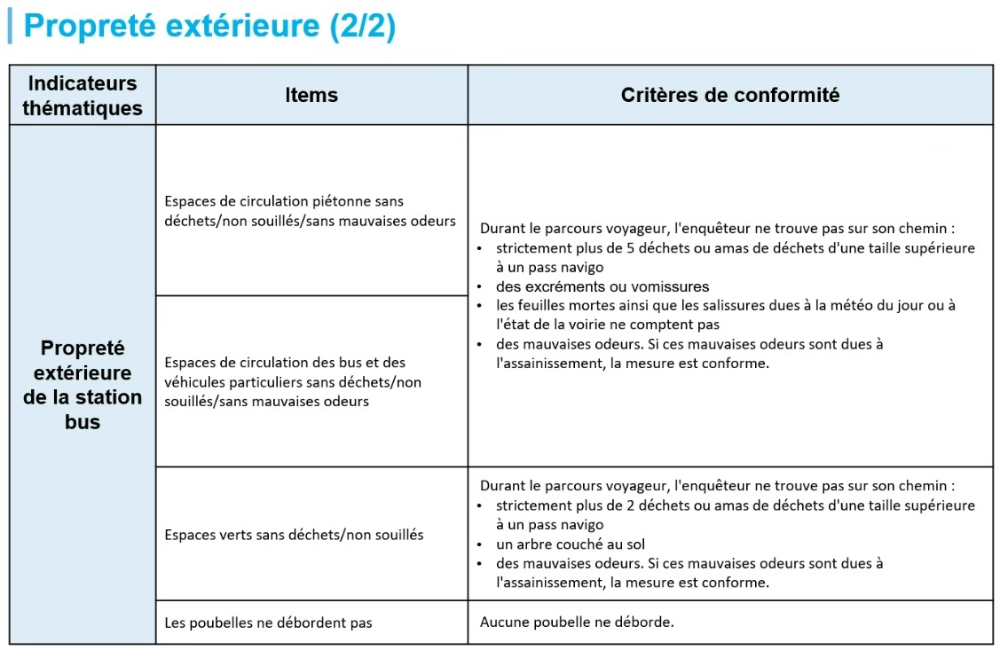 Propreté extérieure (2/2)
Indicateurs
thématiques
Items
Critères de conformité
Propreté
extérieure
de la station
bus
Espaces de circulation piétonne sans
déchets/non souillés/sans mauvaises odeurs
Espaces de circulation des bus et des
véhicules particuliers sans déchets/non
souillés/sans mauvaises odeurs
Durant le parcours voyageur, l'enquêteur ne trouve pas sur son chemin :
• strictement plus de 5 déchets ou amas de déchets d'une taille supérieure
à un pass navigo
• des excréments ou vomissures
• les feuilles mortes ainsi que les salissures dues à la météo du jour ou à
l'état de la voirie ne comptent pas
• des mauvaises odeurs. Si ces mauvaises odeurs sont dues à
l'assainissement, la mesure est conforme.
Espaces verts sans déchets/non souillés
Durant le parcours voyageur, l'enquêteur ne trouve pas sur son chemin :
• strictement plus de 2 déchets ou amas de déchets d'une taille supérieure
à un pass navigo
• un arbre couché au sol
• des mauvaises odeurs. Si ces mauvaises odeurs sont dues à
l'assainissement, la mesure est conforme.
Les poubelles ne débordent pas
Aucune poubelle ne déborde.